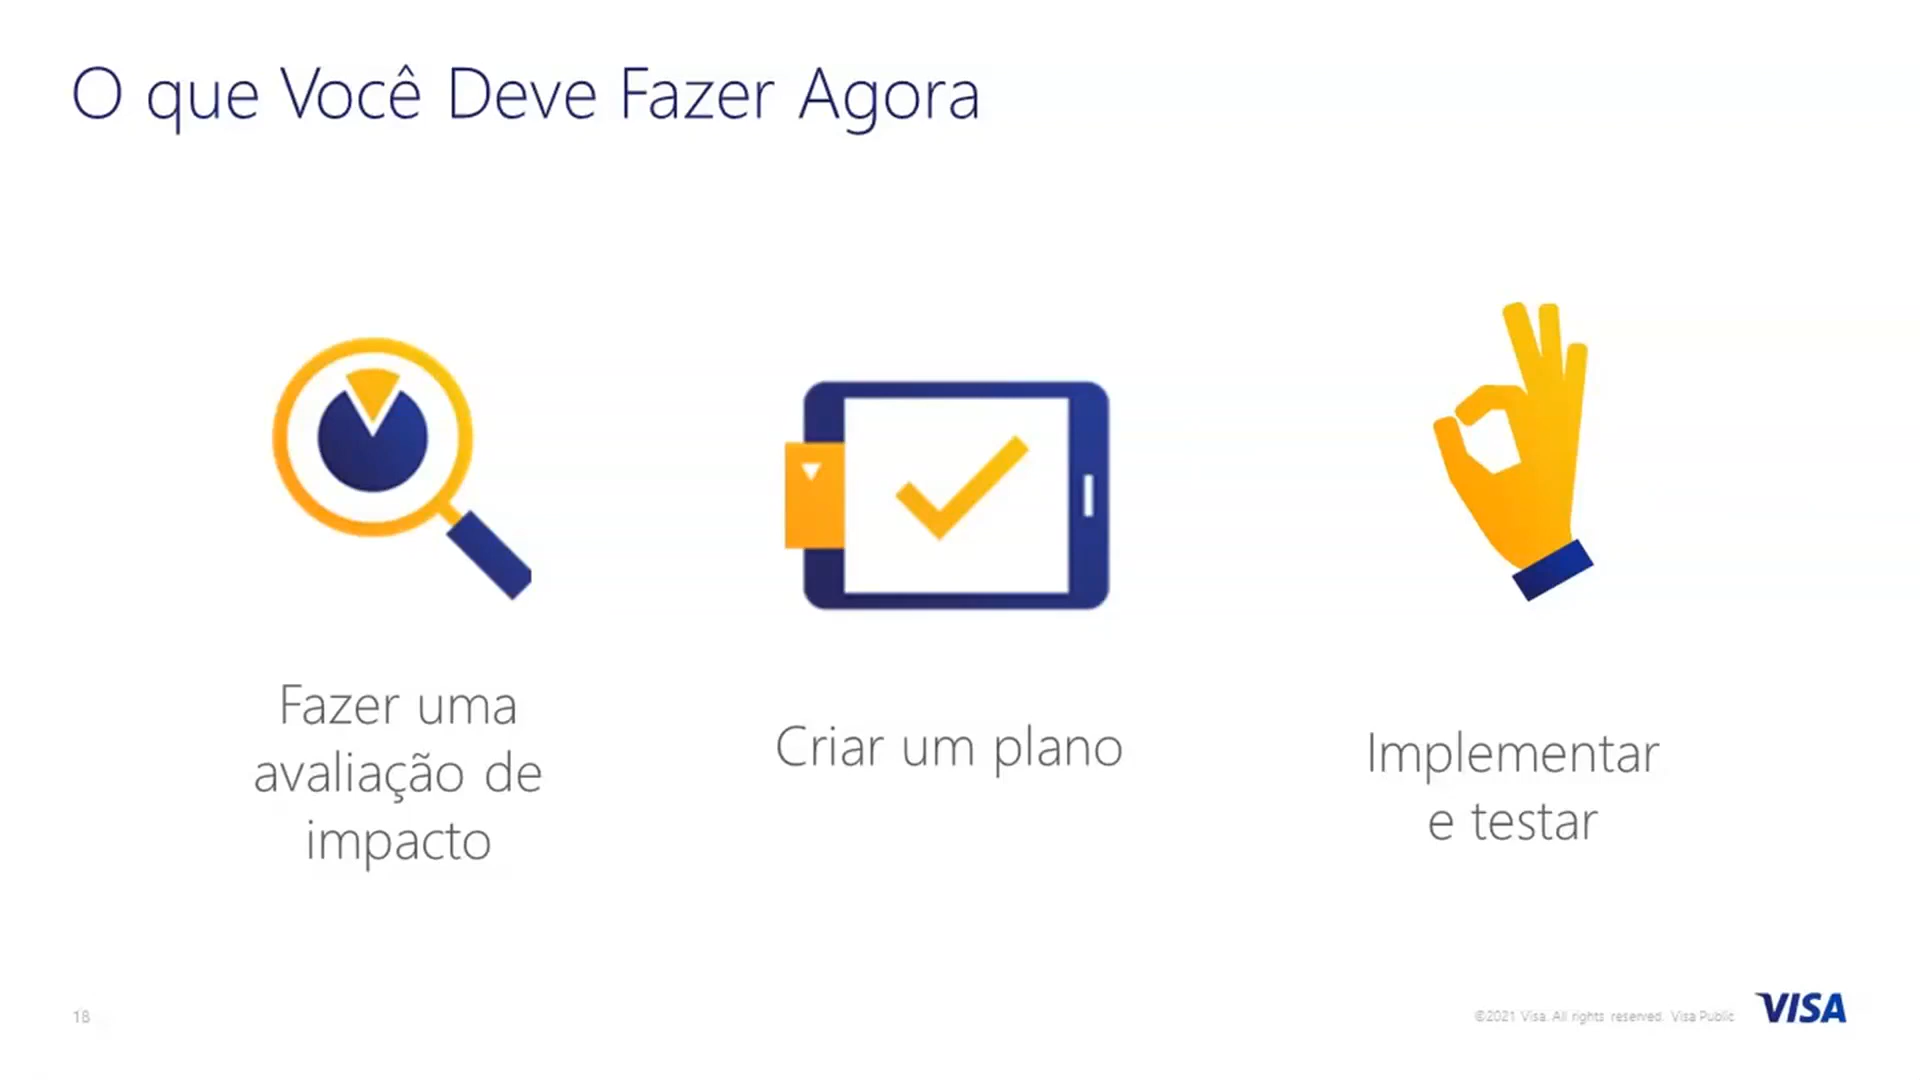 O que Você Deve Fazer Agora
Fazer uma
avaliação de
impacto
Criar um plano
Implementar
e testar
18
©2021 Visa. All rights reserved. Visa Public
VISA